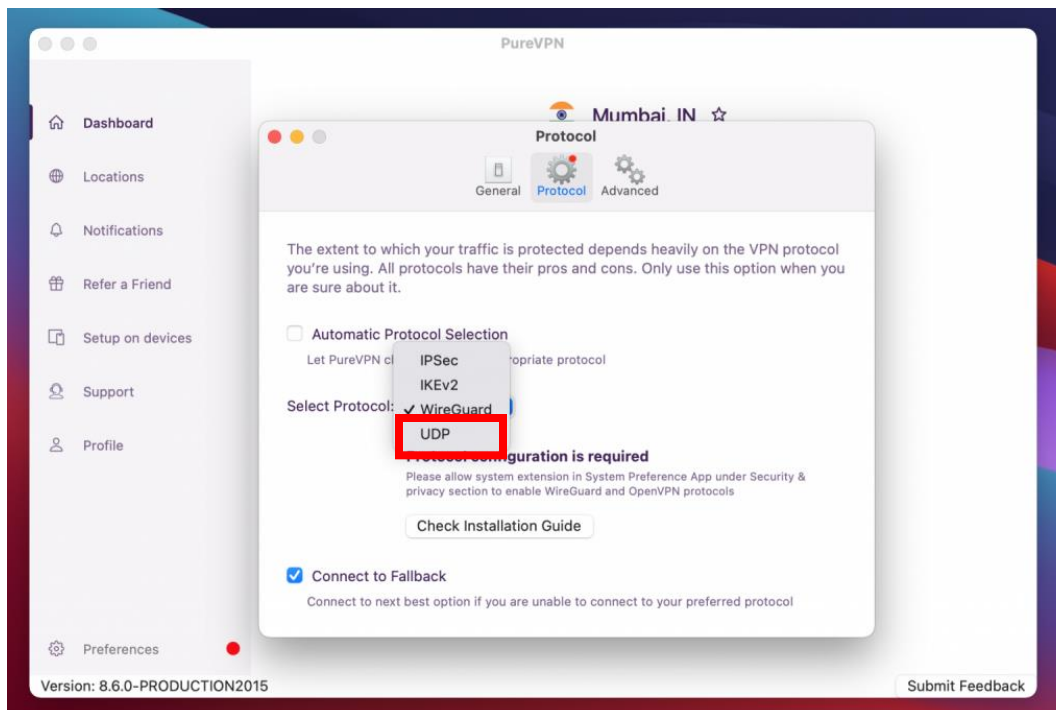 PureVPN
Dashboard
Locations
Notifications
Refer a Friend
Setup on devices
Support
Profile
Preferences
Version: 8.6.0-PRODUCTION2015
Mumbai, IN
Protocol
General
Protocol
Advanced
The extent to which your traffic is protected depends heavily on the VPN protocol
you're using. All protocols have their pros and cons. Only use this option when you
are sure about it.
Automatic Protocol Selection
Let PureVPN protocol
Select Protocol:
IPSec
IKEv2
WireGuard
UDP
Protocol configuration is required
Please allow system extension in System Preference App under Security &
privacy section to enable WireGuard and OpenVPN protocols
Check Installation Guide
Connect to Fallback
Connect to next best option if you are unable to connect to your preferred protocol
Submit Feedback